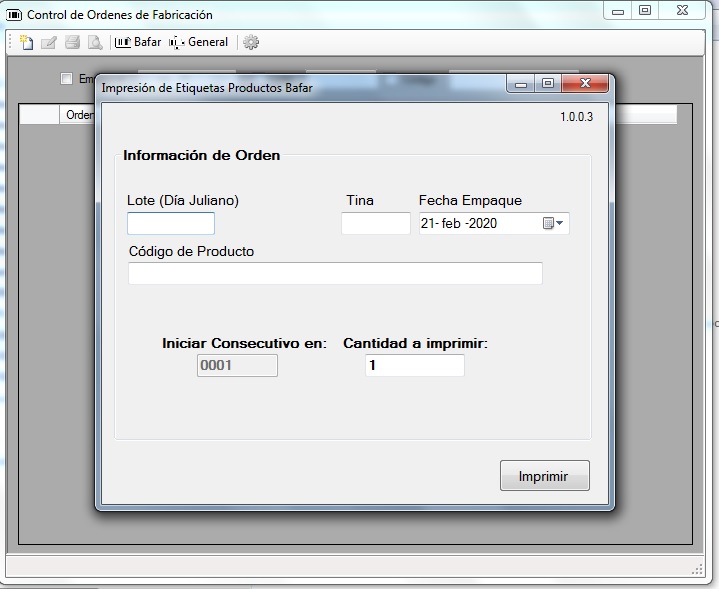 Control de Ordenes de Fabricación
Bafar General
Impresión de Etiquetas Productos Bafar
1.0.0.3
Información de Orden
Lote (Día Juliano) Tina Fecha Empaque
21- feb -2020
Código de Producto
Iniciar Consecutivo en: Cantidad a imprimir:
0001 1
Imprimir